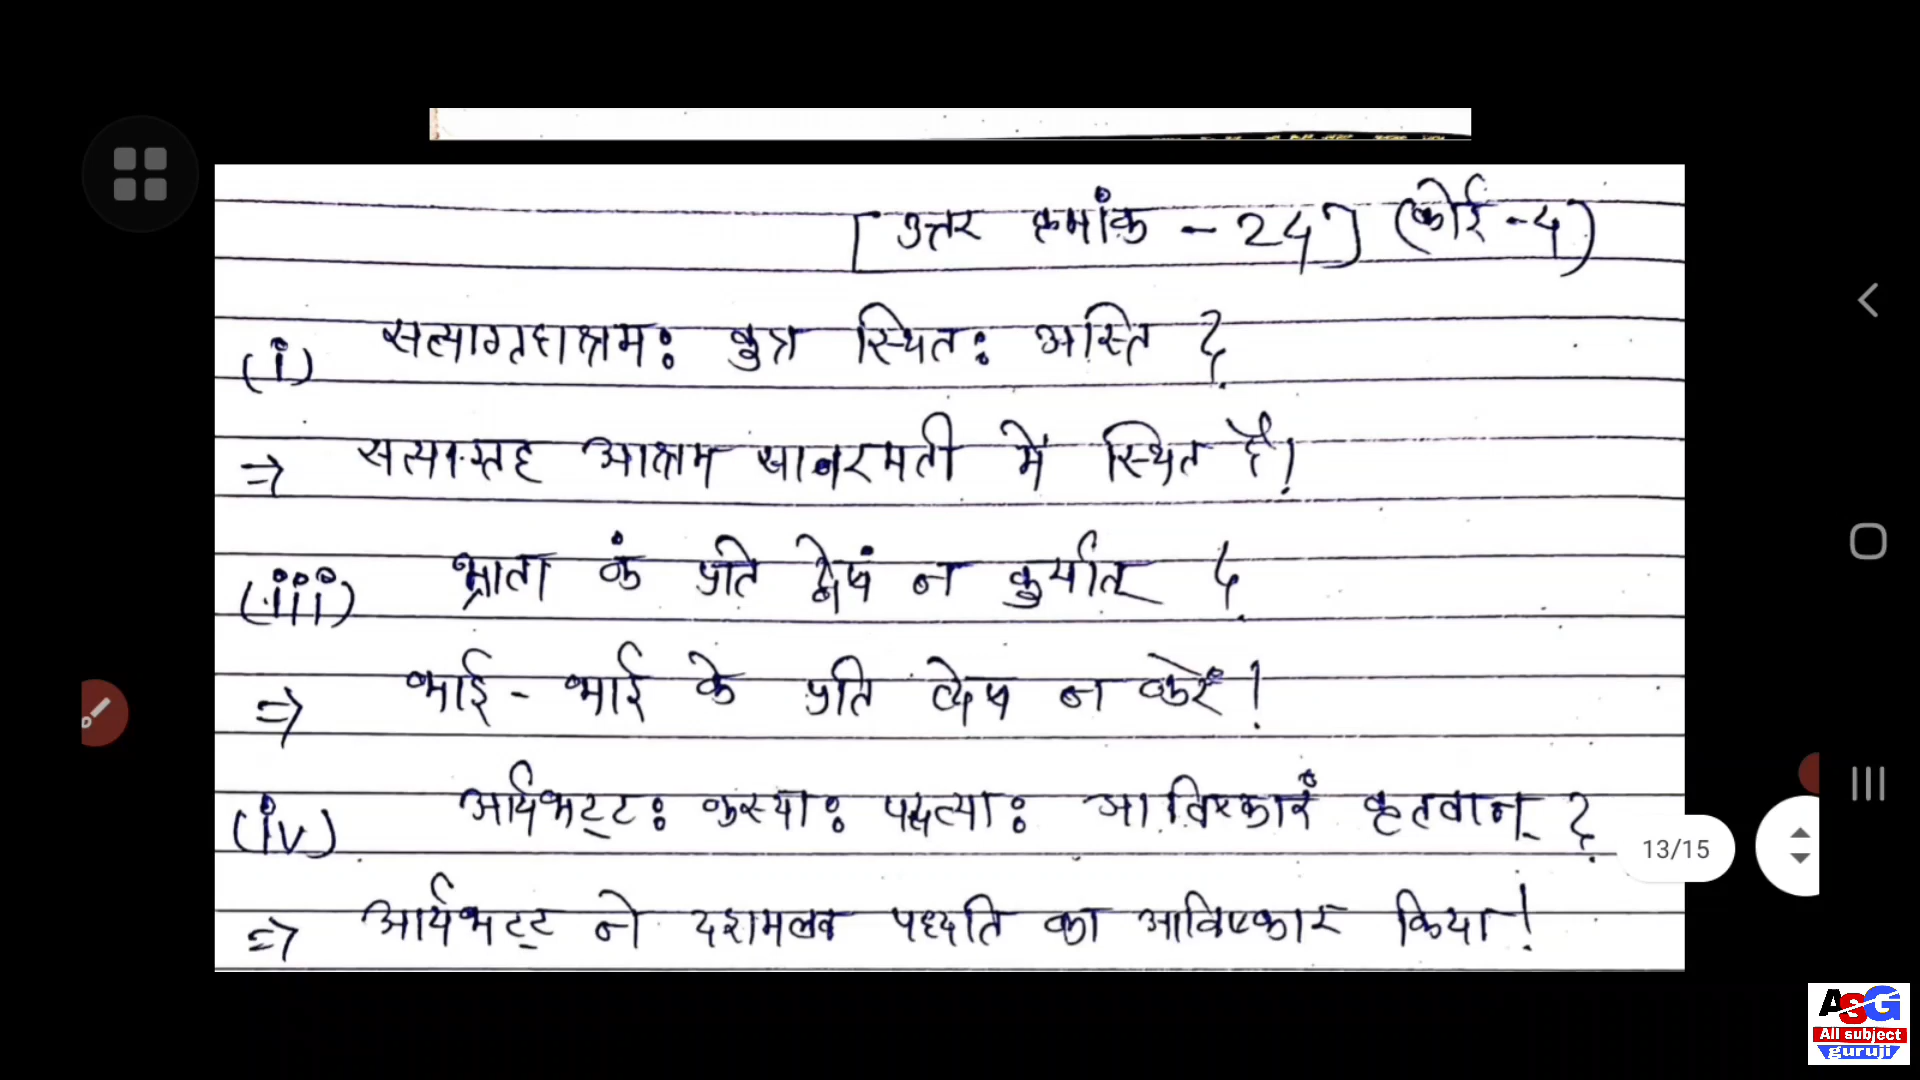 [उत्तर क्रमांक - 24] (कोई - 4)
(i) सत्याग्रहाश्रमः कुत्र स्थितः अस्ति ?
⇒ सत्याग्रह आश्रम साबरमती में स्थित है!
(iii) भ्राता कं प्रति द्वेषं न कुर्यात् ?
⇒ भाई - भाई के प्रति द्वेष न करें!
(iv) आर्यभट्टः कस्याः पद्धत्याः आविष्कारं कृतवान् ?
13/15
⇒ आर्यभट्ट ने दशमलव पद्धति का आविष्कार किया!
ASG
All subject
guruji